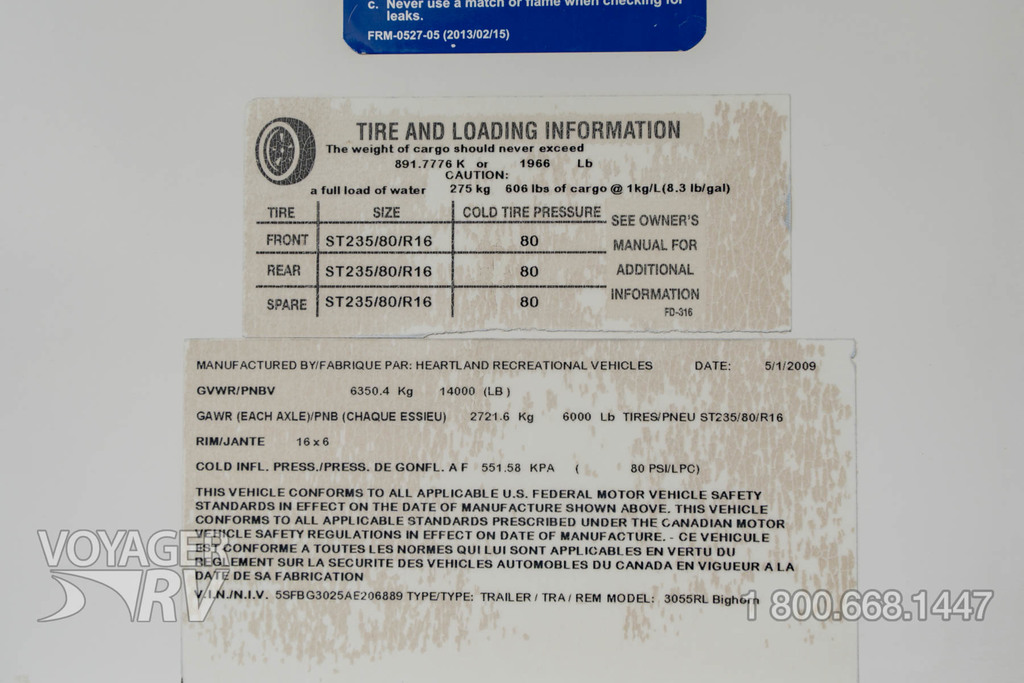 c. Never use a match or flame when checking for
leaks.
FRM-0527-05 (2013/02/15)
TIRE AND LOADING INFORMATION
The weight of cargo should never exceed
891.7776 K or 1966 Lb
CAUTION:
a full load of water 275 kg 606 lbs of cargo @ 1kg/L(8.3 lb/gal)
TIRE SIZE COLD TIRE PRESSURE
FRONT ST235/80/R16 80
REAR ST235/80/R16 80
SPARE ST235/80/R16 80
SEE OWNER'S
MANUAL FOR
ADDITIONAL
INFORMATION
FD-316
MANUFACTURED BY/FABRIQUE PAR: HEARTLAND RECREATIONAL VEHICLES DATE: 5/1/2009
GVWR/PNBV 6350.4 Kg 14000 (LB)
GAWR (EACH AXLE)/PNB (CHAQUE ESSIEU) 2721.6 Kg 6000 Lb TIRES/PNEU ST235/80/R16
RIM/JANTE 16 x 6
COLD INFL. PRESS./PRESS. DE GONFL. A F 551.58 KPA ( 80 PSI/LPC)
THIS VEHICLE CONFORMS TO ALL APPLICABLE U.S. FEDERAL MOTOR VEHICLE SAFETY
STANDARDS IN EFFECT ON THE DATE OF MANUFACTURE SHOWN ABOVE. THIS VEHICLE
CONFORMS TO ALL APPLICABLE STANDARDS PRESCRIBED UNDER THE CANADIAN MOTOR
VEHICLE SAFETY REGULATIONS IN EFFECT ON DATE OF MANUFACTURE. - CE VEHICULE
EST CONFORME A TOUTES LES NORMES QUI LUI SONT APPLICABLES EN VERTU DU
REGLEMENT SUR LA SECURITE DES VEHICLES AUTOMOBLES DU CANADA EN VIGUEUR A LA
DATE DE SA FABRICATION
V.I.N./N.I.V. 5SFBG3025AE206889 TYPE/TYPE: TRAILER / TRA / REM MODEL: 3055RL Bighorn
VOYAGER
RV
1 800.668.1447